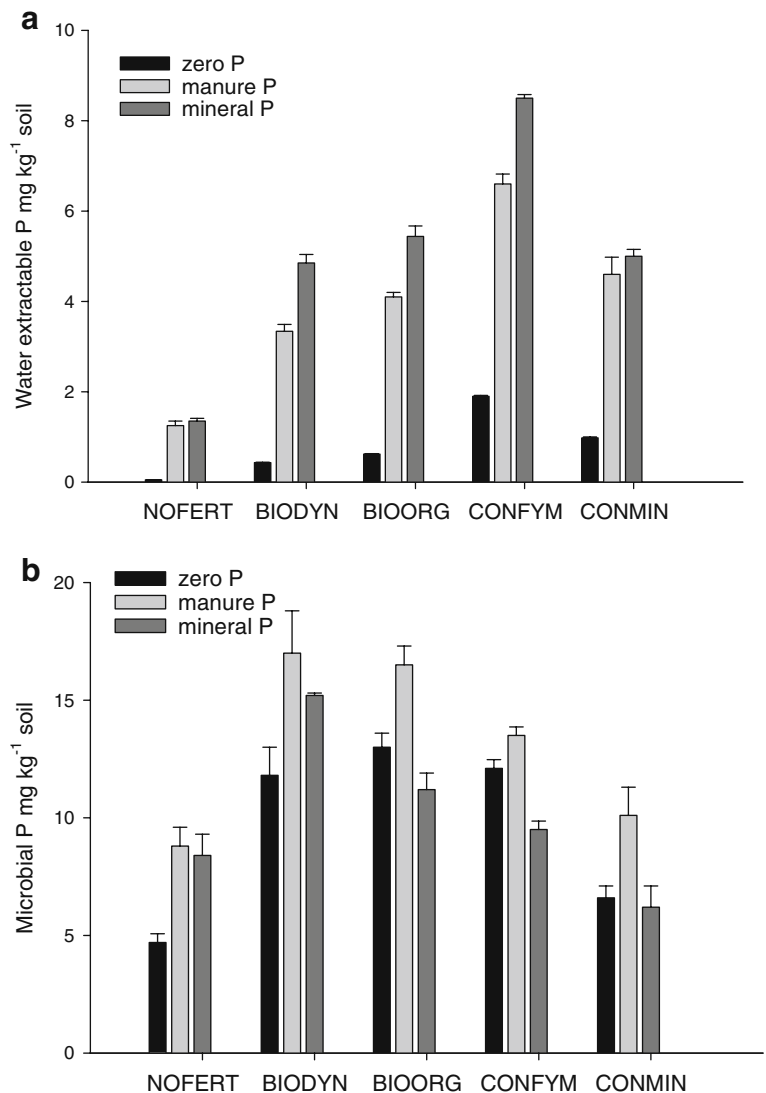 a
10
8
6
4
2
0
Water extractable P mg kg⁻¹ soil
zero P
manure P
mineral P
NOFERT BIODYN BIOORG CONFYM CONMIN
b
20
15
10
5
0
Microbial P mg kg⁻¹ soil
zero P
manure P
mineral P
NOFERT BIODYN BIOORG CONFYM CONMIN